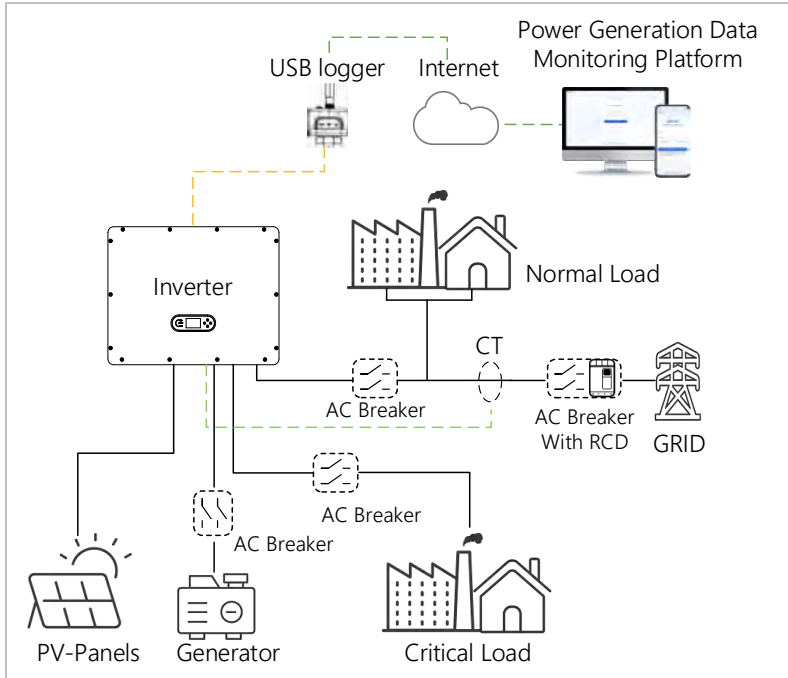 Power Generation Data
Monitoring Platform
USB logger
Internet
Inverter
Normal Load
CT
AC Breaker
AC Breaker
With RCD
GRID
AC Breaker
AC Breaker
PV-Panels
Generator
Critical Load